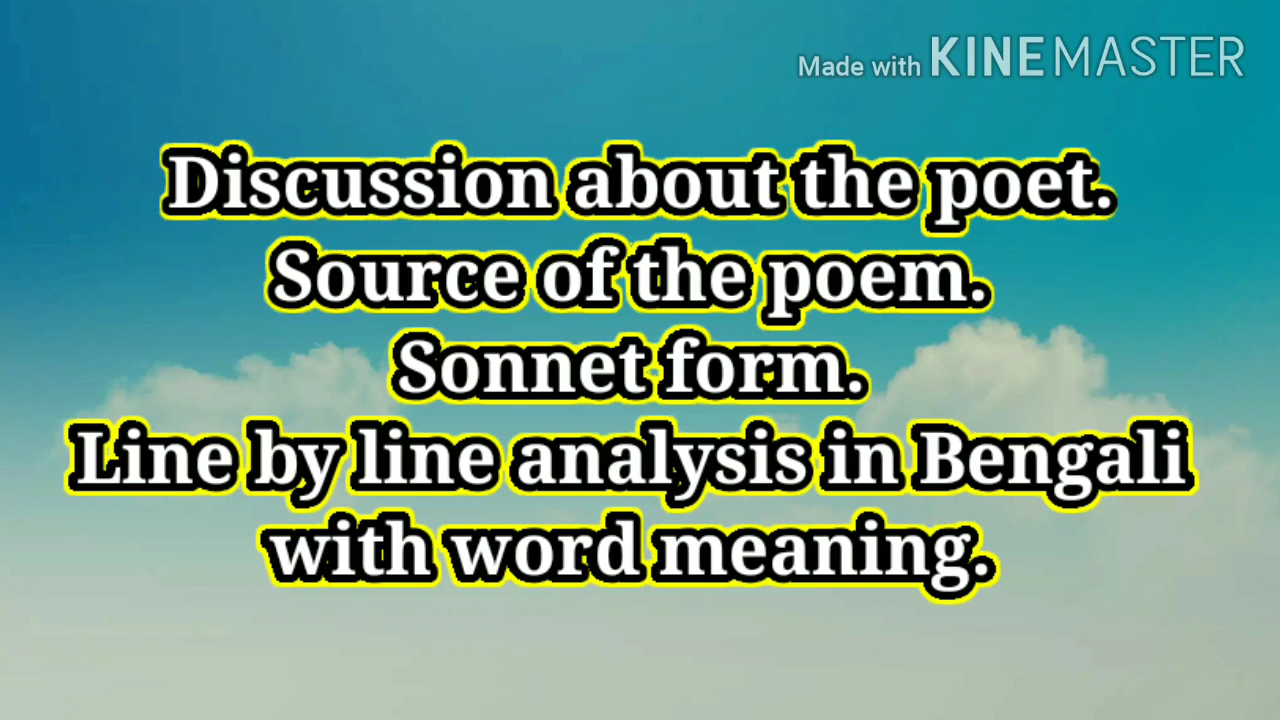 Made with KINEMASTER
Discussion about the poet.
Source of the poem.
Sonnet form.
Line by line analysis in Bengali
with word meaning.